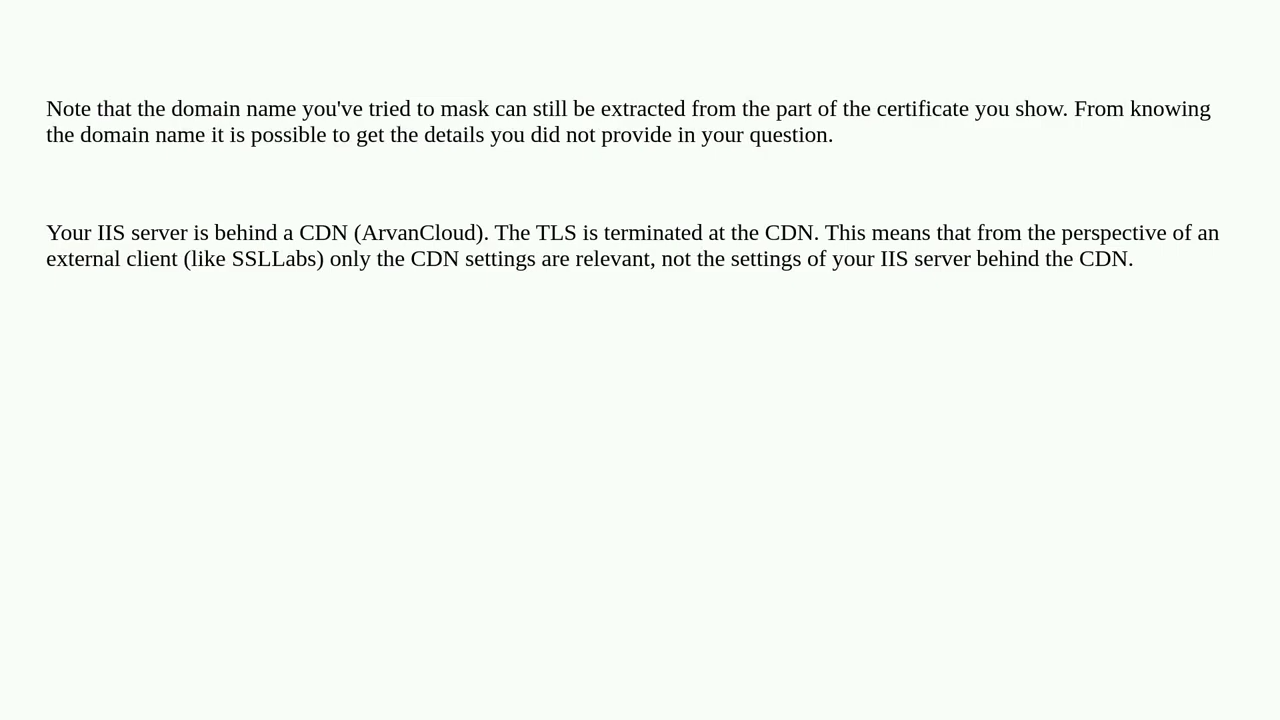 Note that the domain name you've tried to mask can still be extracted from the part of the certificate you show. From knowing
the domain name it is possible to get the details you did not provide in your question.
Your IIS server is behind a CDN (ArvanCloud). The TLS is terminated at the CDN. This means that from the perspective of an
external client (like SSLLabs) only the CDN settings are relevant, not the settings of your IIS server behind the CDN.